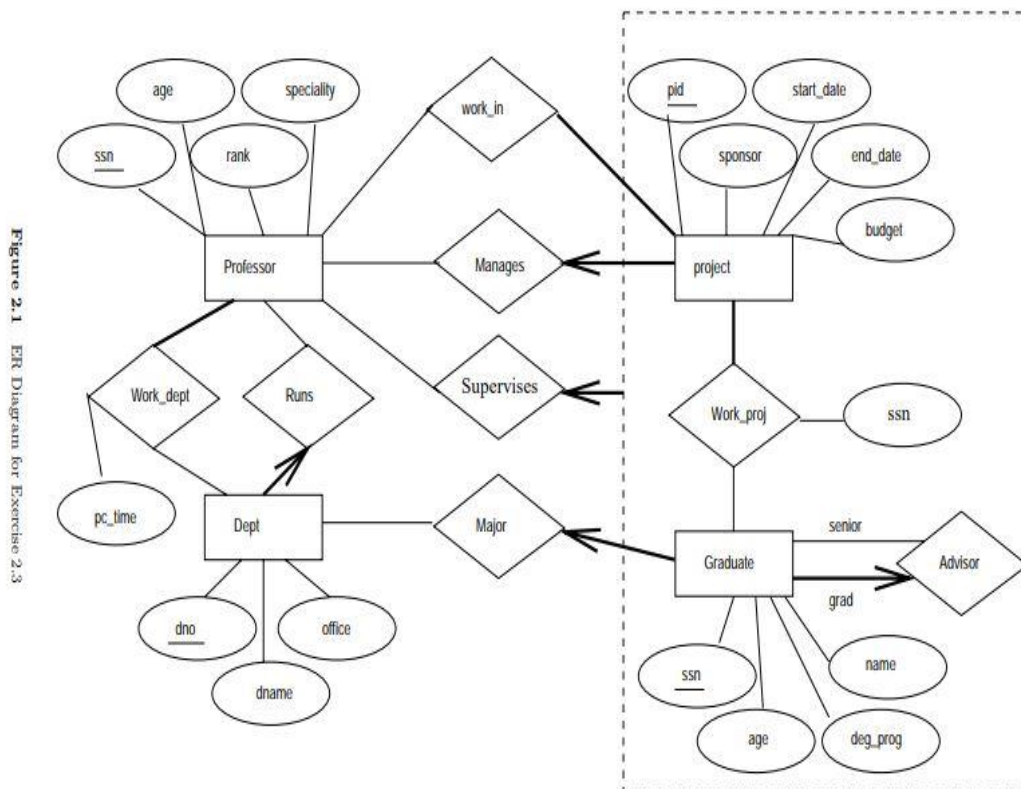 age
speciality
ssn
rank
work_in
pid
start_date
sponsor
end_date
budget
Professor
Manages
project
Work_dept
Runs
Supervises
Work_proj
ssn
pc_time
Dept
Major
Graduate
senior
grad
Advisor
dno
office
dname
ssn
name
age
deg_prog
Figure 2.1 ER Diagram for Exercise 2.3